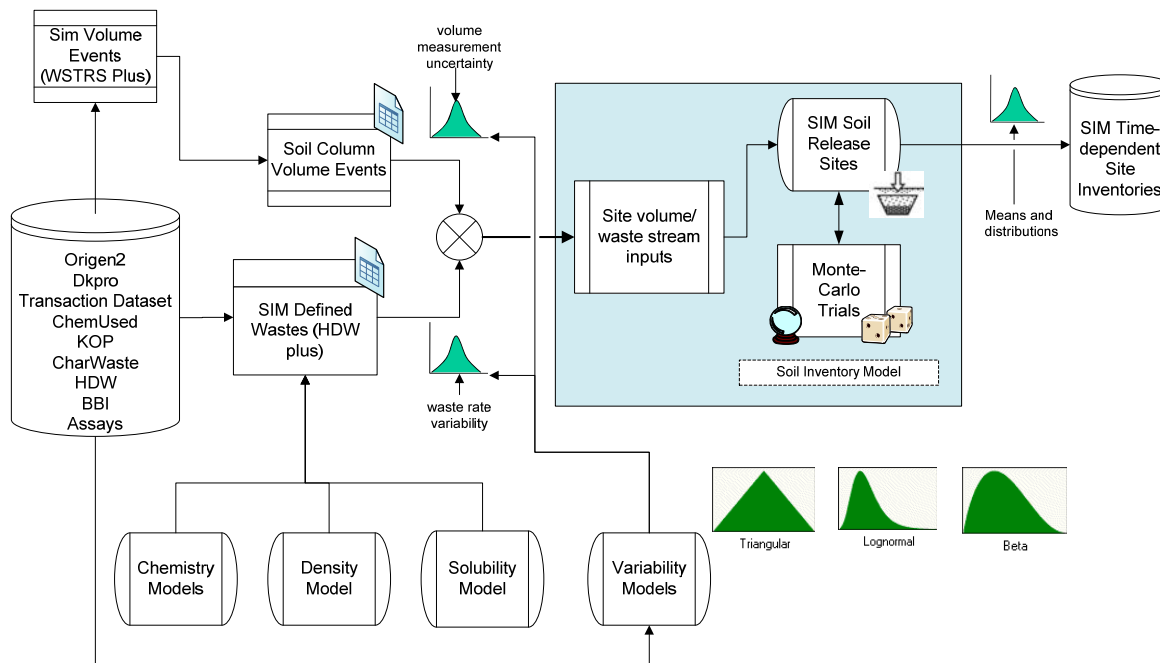 Sim Volume
Events
(WSTRS Plus)
volume
measurement
uncertainty
Soil Column
Volume Events
SIM Soil
Release
Sites
SIM Time-
dependent
Site
Inventories
Means and
distributions
Site volume/
waste stream
inputs
Monte-
Carlo
Trials
Soil Inventory Model
Origen2
Dkpro
Transaction Dataset
ChemUsed
KOP
CharWaste
HDW
BBI
Assays
SIM Defined
Wastes (HDW
plus)
waste rate
variability
Triangular
Lognormal
Beta
Chemistry
Models
Density
Model
Solubility
Model
Variability
Models